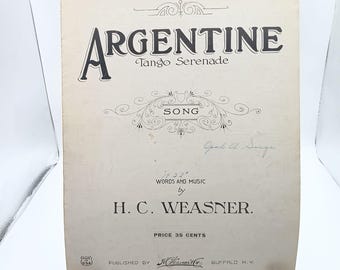 ARGENTINE
Tango Serenade
SONG
WORDS AND MUSIC
by
H. C. WEASNER.
PRICE 35 CENTS
PUBLISHED BY
BUFFALO N.Y.